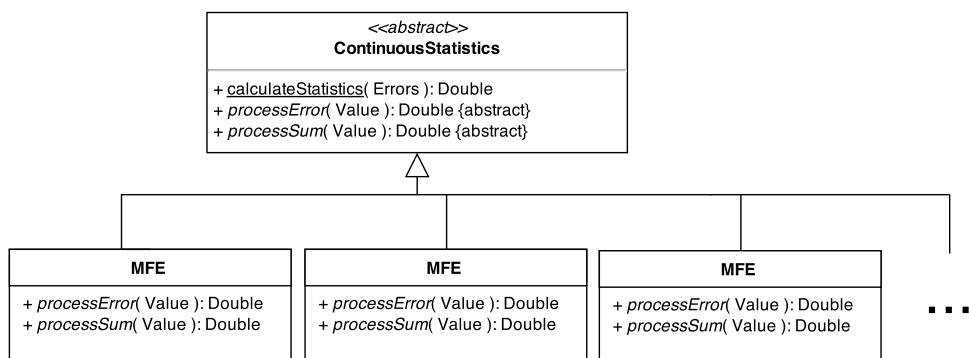 <<abstract>>
ContinuousStatistics
+ calculateStatistics( Errors ): Double
+ processError( Value ): Double {abstract}
+ processSum( Value ): Double {abstract}
MFE
+ processError( Value ): Double
+ processSum( Value ): Double
MFE
+ processError( Value ): Double
+ processSum( Value ): Double
MFE
+ processError( Value ): Double
+ processSum( Value ): Double
...